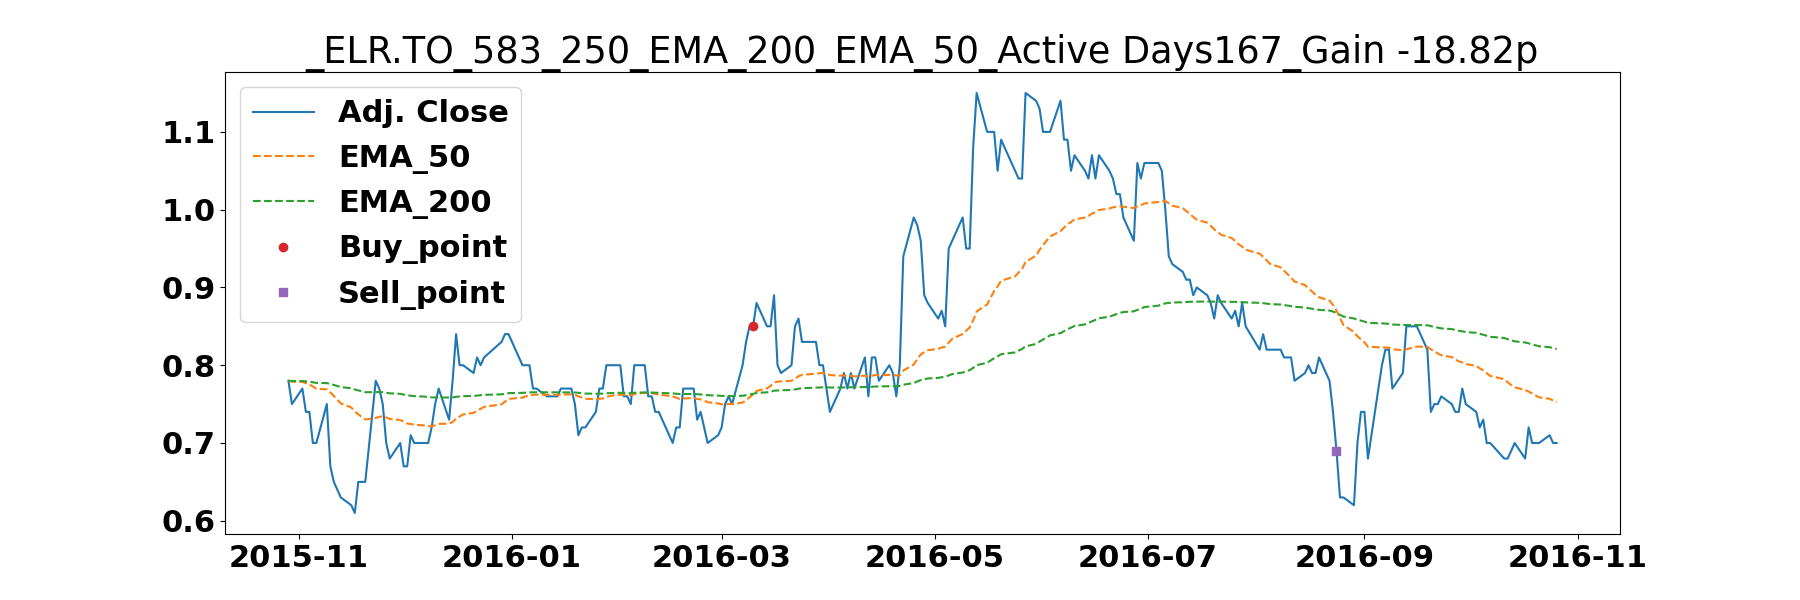 _ELR.TO_583_250_EMA_200_EMA_50_Active Days167_Gain -18.82p
Adj. Close
EMA_50
EMA_200
Buy_point
Sell_point
1.1
1.0
0.9
0.8
0.7
0.6
2015-11 2016-01 2016-03 2016-05 2016-07 2016-09 2016-11